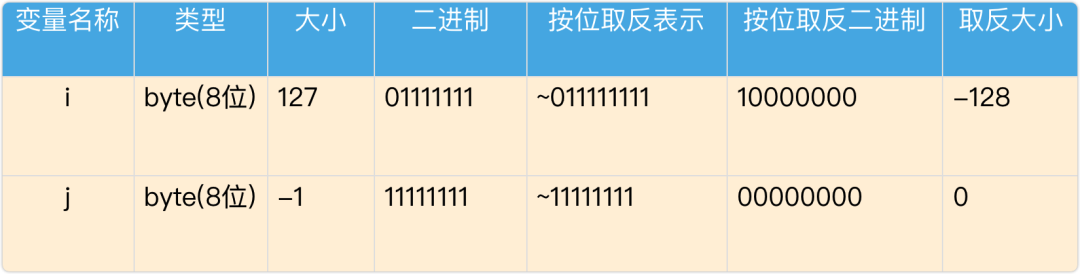 变量名称 类型 大小 二进制 按位取反表示 按位取反二进制 取反大小
i byte(8位) 127 01111111 ~011111111 10000000 -128
j byte(8位) -1 11111111 ~11111111 00000000 0